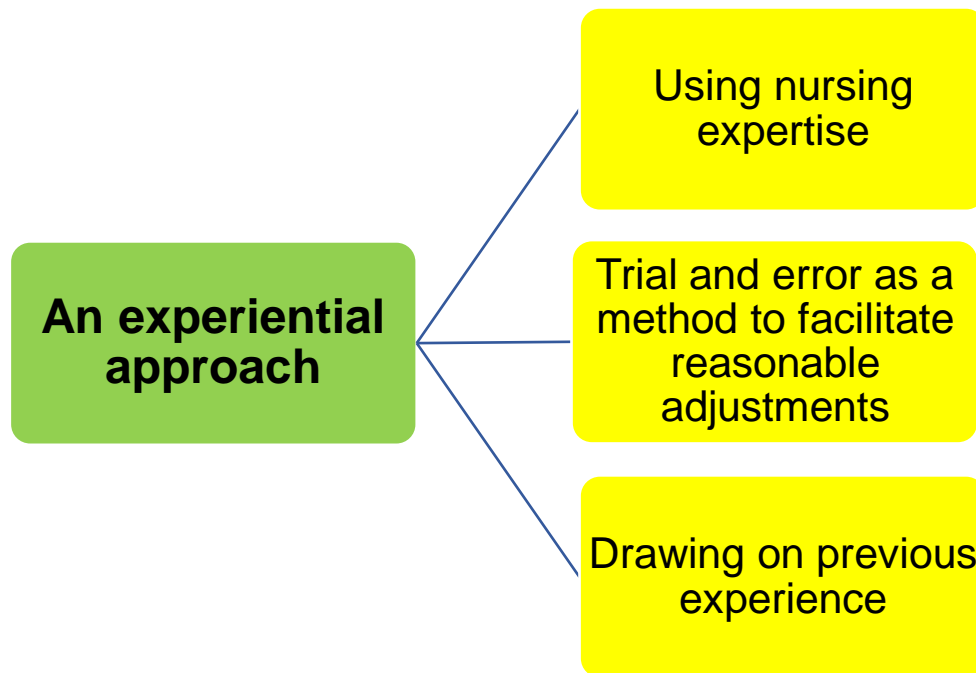 An experiential
approach
Using nursing
expertise
Trial and error as a
method to facilitate
reasonable
adjustments
Drawing on previous
experience